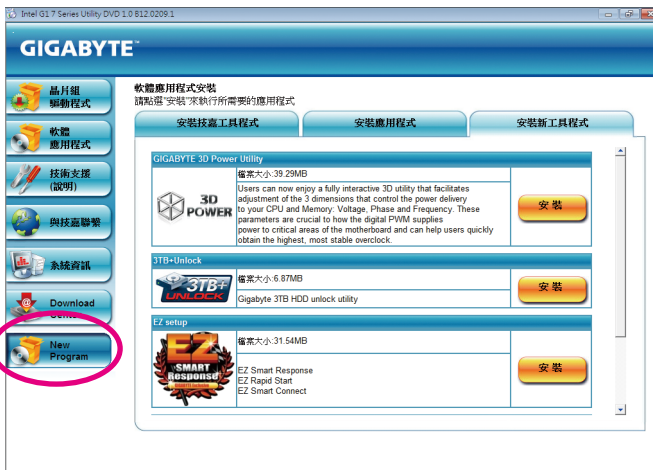 Intel G1.7 Series Utility DVD 1.0 B12.0209.1
GIGABYTE™
晶片組
驅動程式
軟體
應用程式
技術支援
(說明)
與技嘉聯繫
系統資訊
Download
Center
New
Program
軟體應用程式安裝
請點選"安裝"來執行所需要的應用程式
安裝技嘉工具程式
安裝應用程式
安裝新工具程式
GIGABYTE 3D Power Utility
3D
POWER
檔案大小:39.29MB
Users can now enjoy a fully interactive 3D utility that facilitates
adjustment of the 3 dimensions that control the power delivery
to your CPU and Memory: Voltage, Phase and Frequency. These
parameters are crucial to how the digital PWM supplies
power to critical areas of the motherboard and can help users quickly
obtain the highest, most stable overclock.
安裝
3TB+Unlock
3TB+
UNLOCK
檔案大小:6.87MB
Gigabyte 3TB HDD unlock utility
安裝
EZ setup
EZ
SMART
Response
GIGABYTE Exclusive
檔案大小:31.54MB
EZ Smart Response
EZ Rapid Start
EZ Smart Connect
安裝